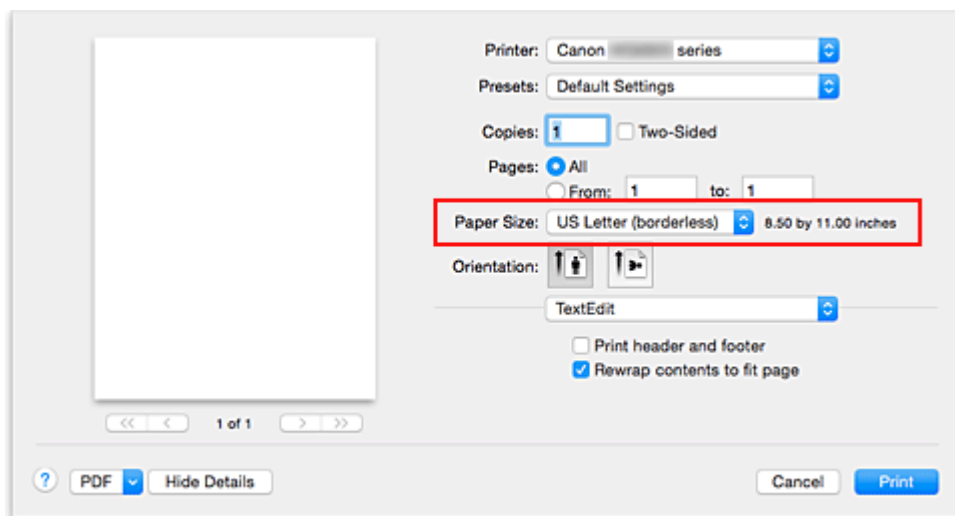 Printer: Canon series
Presets: Default Settings
Copies: 1 Two-Sided
Pages: All
From: 1 to: 1
Paper Size: US Letter (borderless) 8.50 by 11.00 inches
Orientation:
TextEdit
Print header and footer
Rewrap contents to fit page
<< < 1 of 1 > >>
? PDF Hide Details Cancel Print